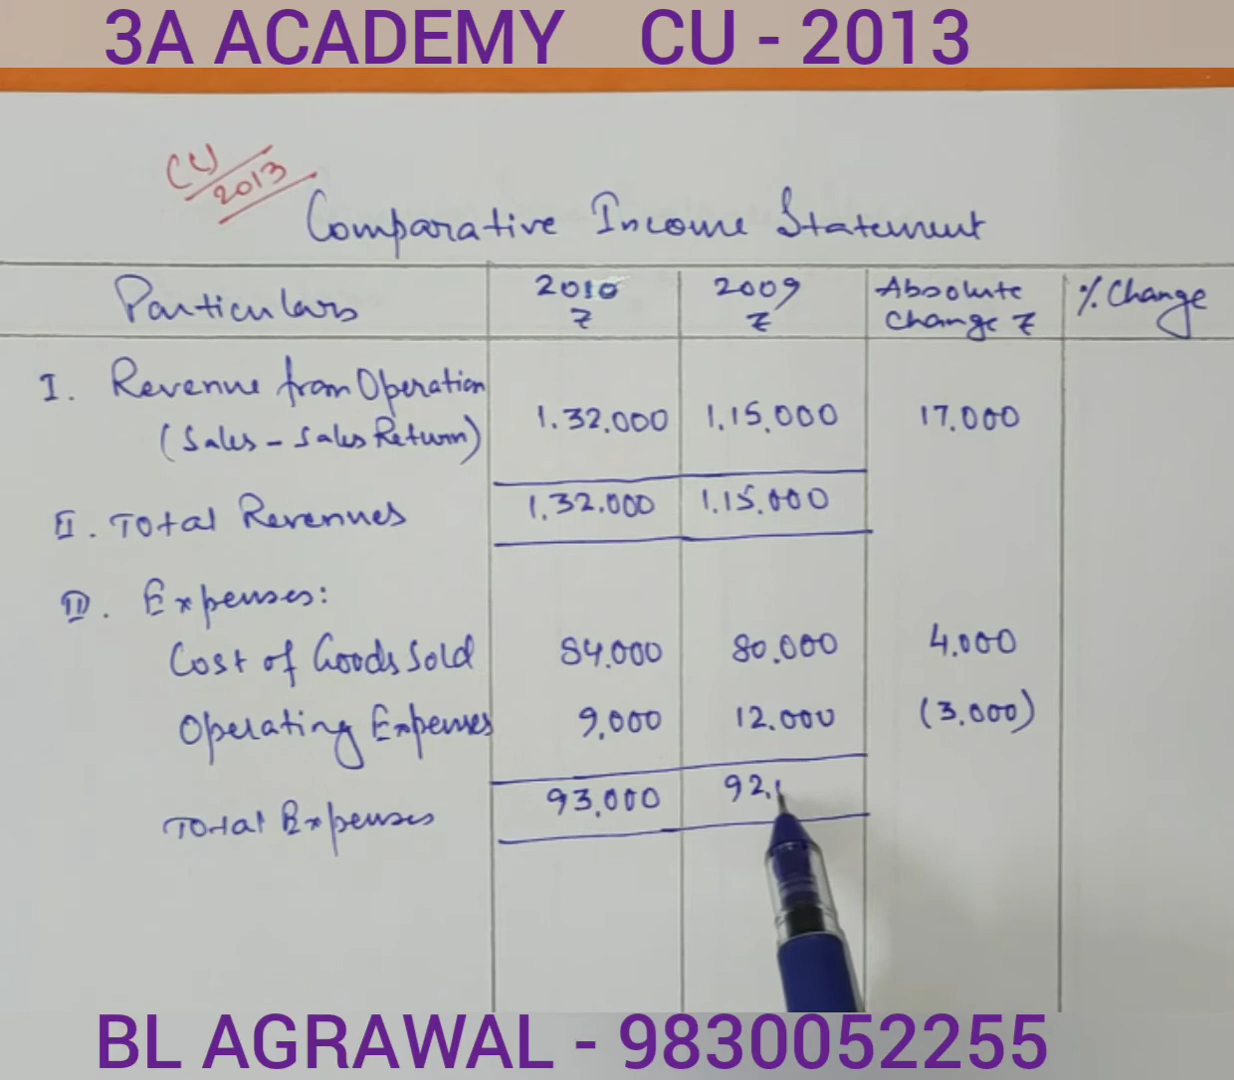 3A ACADEMY CU - 2013
CU
2013
Comparative Income Statement
Particulars 2010 ₹ 2009 ₹ Absolute Change ₹ % Change
I. Revenue from Operation
(Sales - Sales Return) 1,32,000 1,15,000 17,000
II. Total Revenues 1,32,000 1,15,000
III. Expenses:
Cost of Goods Sold 84,000 80,000 4,000
Operating Expenses 9,000 12,000 (3,000)
Total Expenses 93,000 92,
BL AGRAWAL - 9830052255